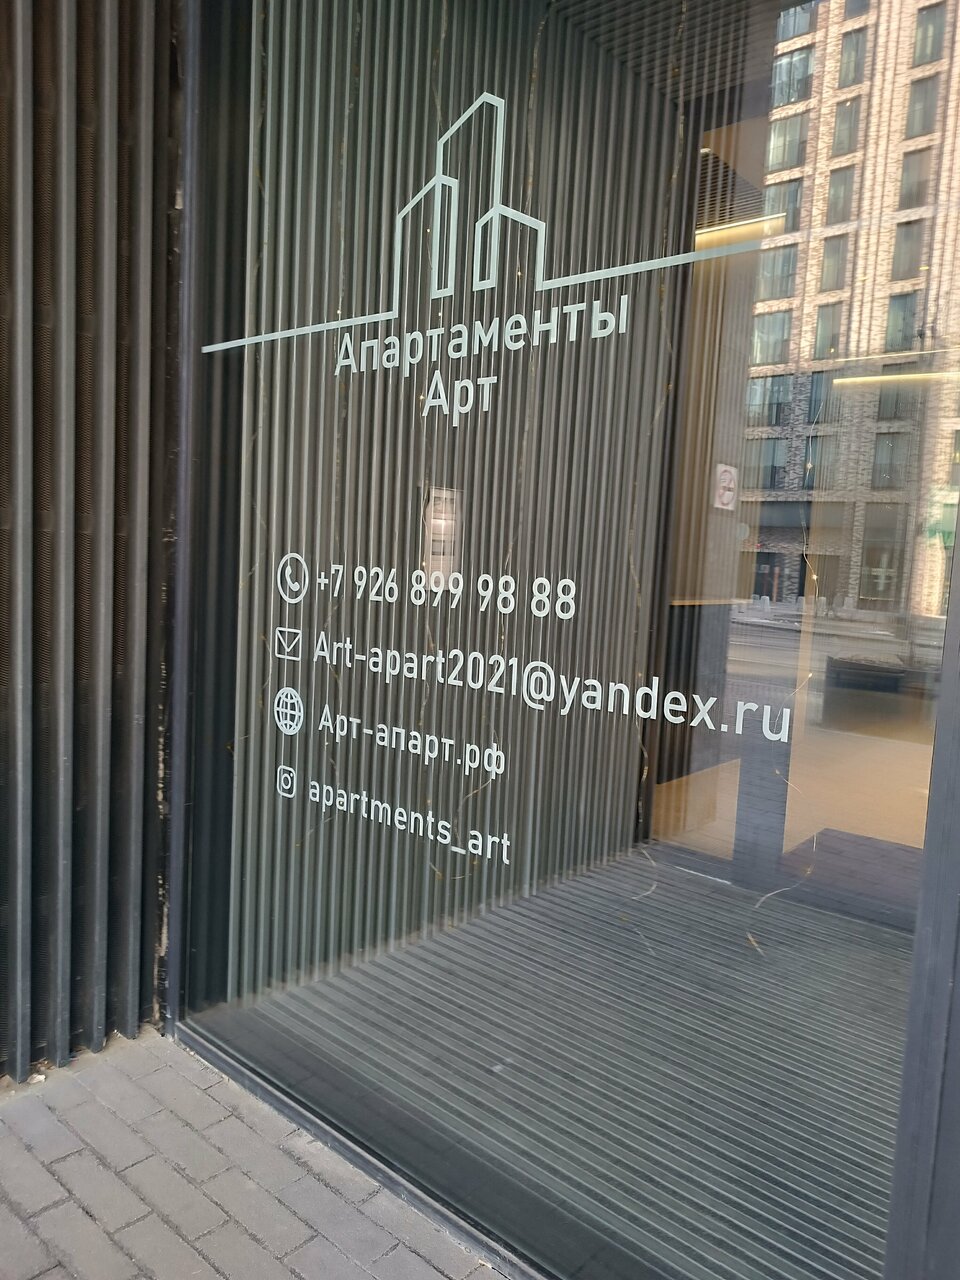 Апартаменты
Арт
+7 926 899 98 88
Art-apart2021@yandex.ru
Арт-апарт.рф
apartments_art